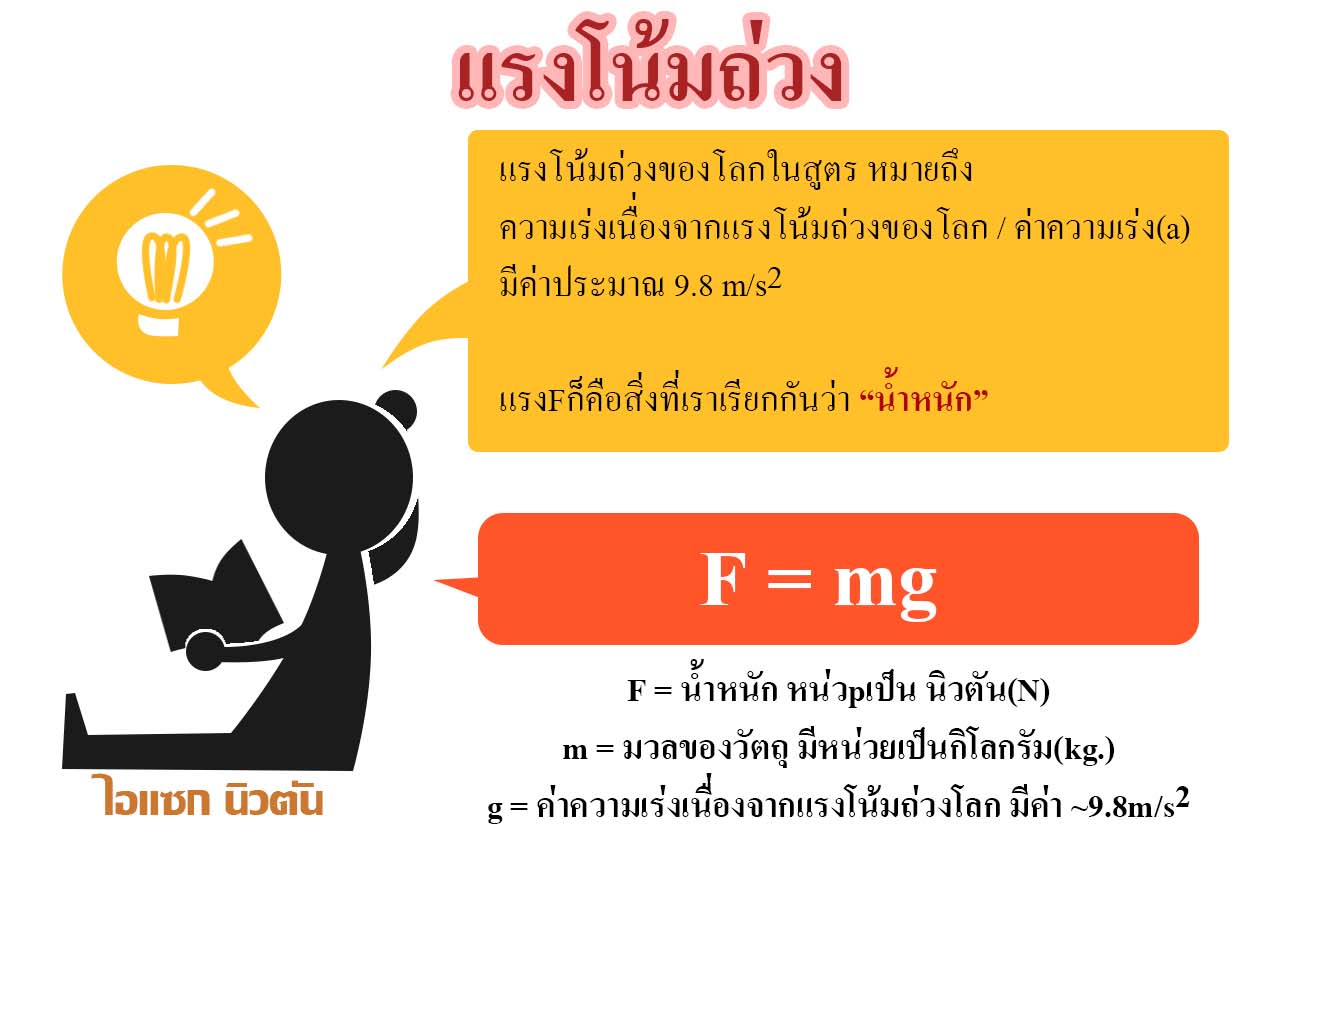 แรงโน้มถ่วง
แรงโน้มถ่วงของโลกในสูตร หมายถึง
ความเร่งเนื่องจากแรงโน้มถ่วงของโลก / ค่าความเร่ง(a)
มีค่าประมาณ 9.8 m/s2
แรงFก็คือสิ่งที่เราเรียกกันว่า “น้ำหนัก”
F = mg
F = น้ำหนัก หน่วpเป็น นิวตัน(N)
m = มวลของวัตถุ มีหน่วยเป็นกิโลกรัม(kg.)
g = ค่าความเร่งเนื่องจากแรงโน้มถ่วงโลก มีค่า ~9.8m/s2
ไอแซก นิวตัน